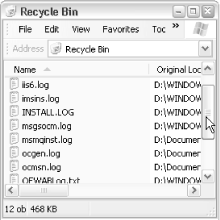 Recycle Bin
File Edit View Favorites Toc »
Address Recycle Bin
Name Original Loc
iis6.log D:\WINDOW
imsins.log D:\WINDOW
INSTALL.LOG D:\WINDOW
msgsocm.log D:\WINDOW
msmqinst.log D:\Documer
ocgen.log D:\Documer
ocmsn.log D:\Documer
OEWABLog.txt D:\WINDOW
12 ob 468 KB